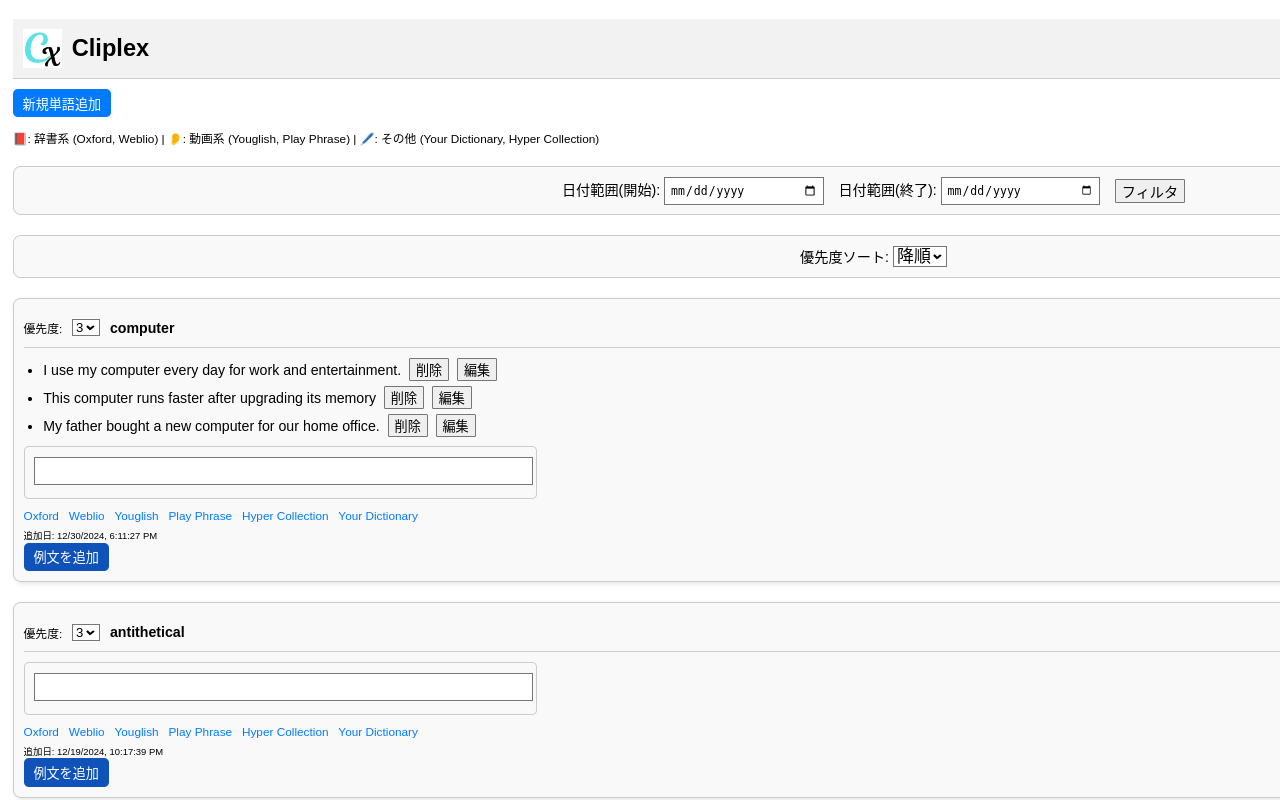 Cx Cliplex
新規単語追加
📕: 辞書系 (Oxford, Weblio) | 👂: 動画系 (Youglish, Play Phrase) | 🖊️: その他 (Your Dictionary, Hyper Collection)
日付範囲(開始): mm/dd/yyyy 日付範囲(終了): mm/dd/yyyy フィルタ
優先度ソート: 降順
優先度: 3 computer
• I use my computer every day for work and entertainment. 削除 編集
• This computer runs faster after upgrading its memory 削除 編集
• My father bought a new computer for our home office. 削除 編集
Oxford Weblio Youglish Play Phrase Hyper Collection Your Dictionary
追加日: 12/30/2024, 6:11:27 PM
例文を追加
優先度: 3 antithetical
Oxford Weblio Youglish Play Phrase Hyper Collection Your Dictionary
追加日: 12/19/2024, 10:17:39 PM
例文を追加